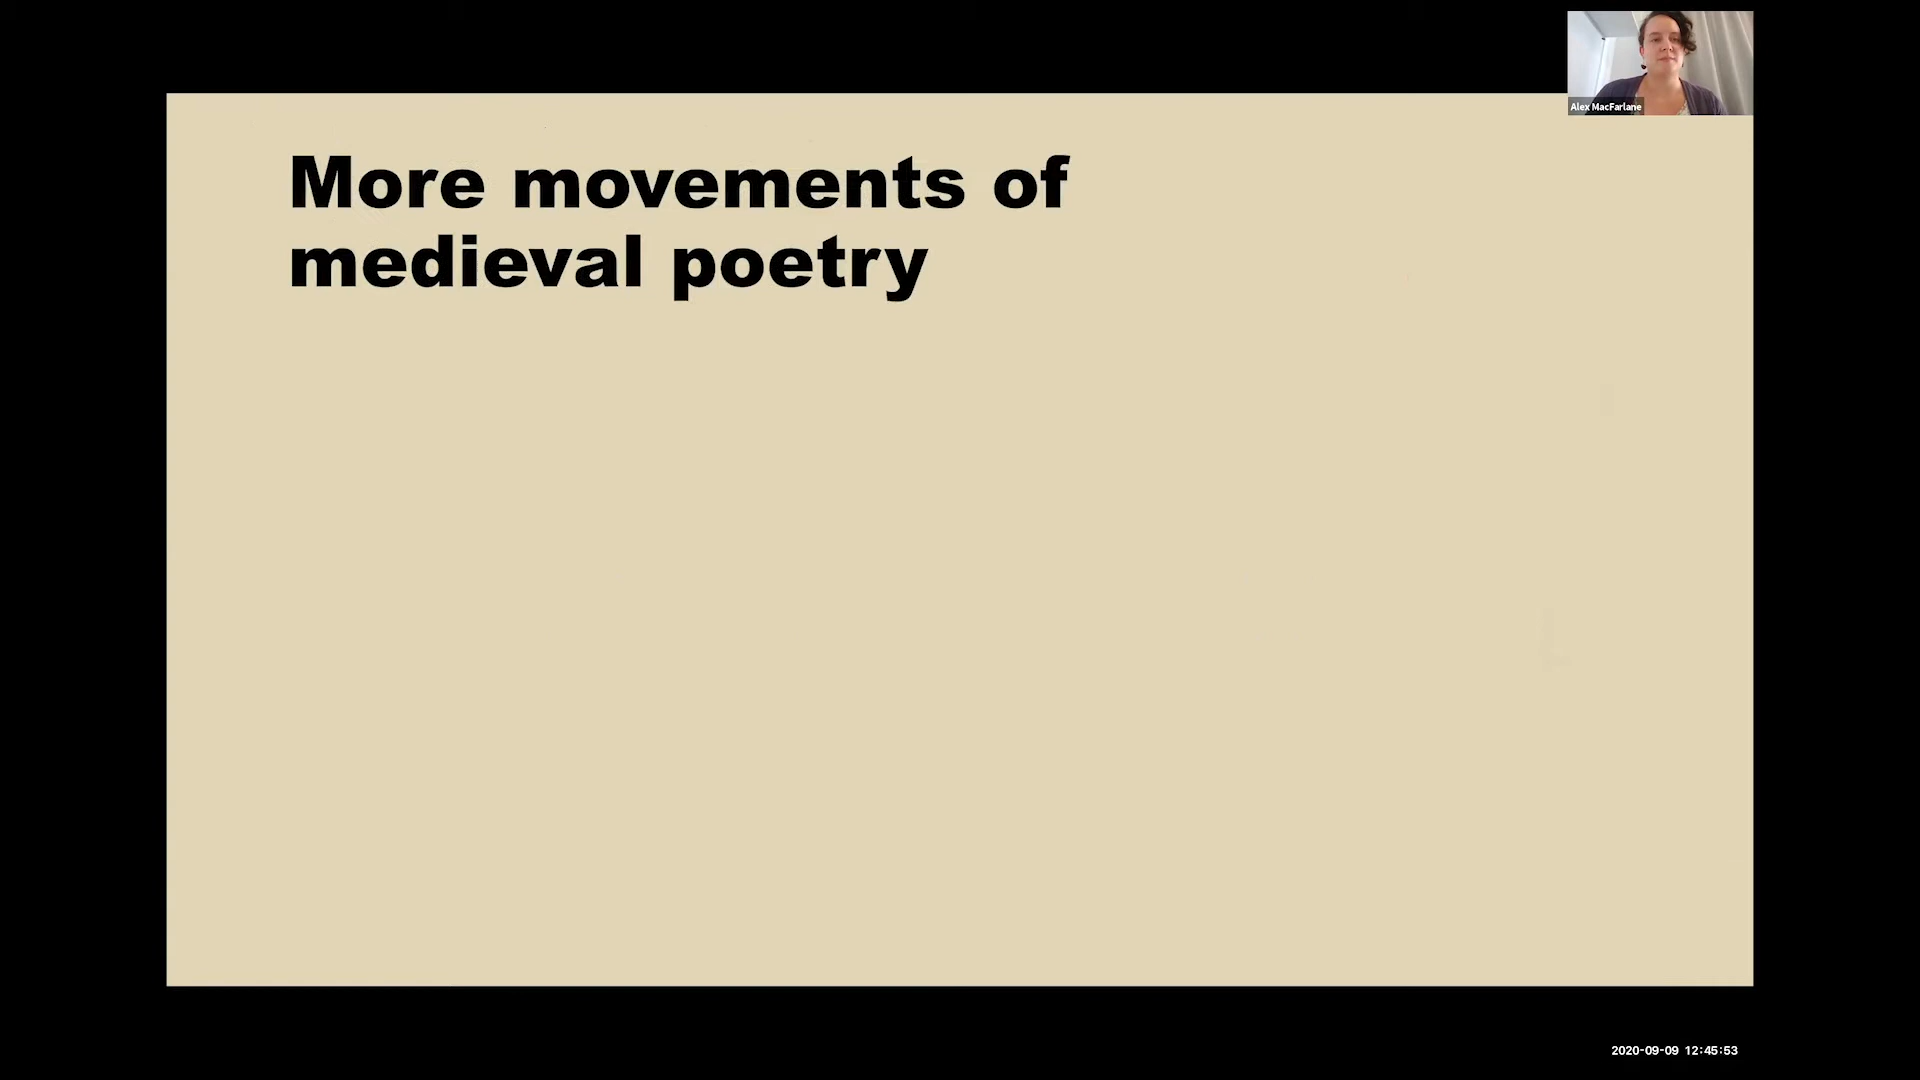 Alex MacFarlane
More movements of
medieval poetry
2020-09-09 12:45:53